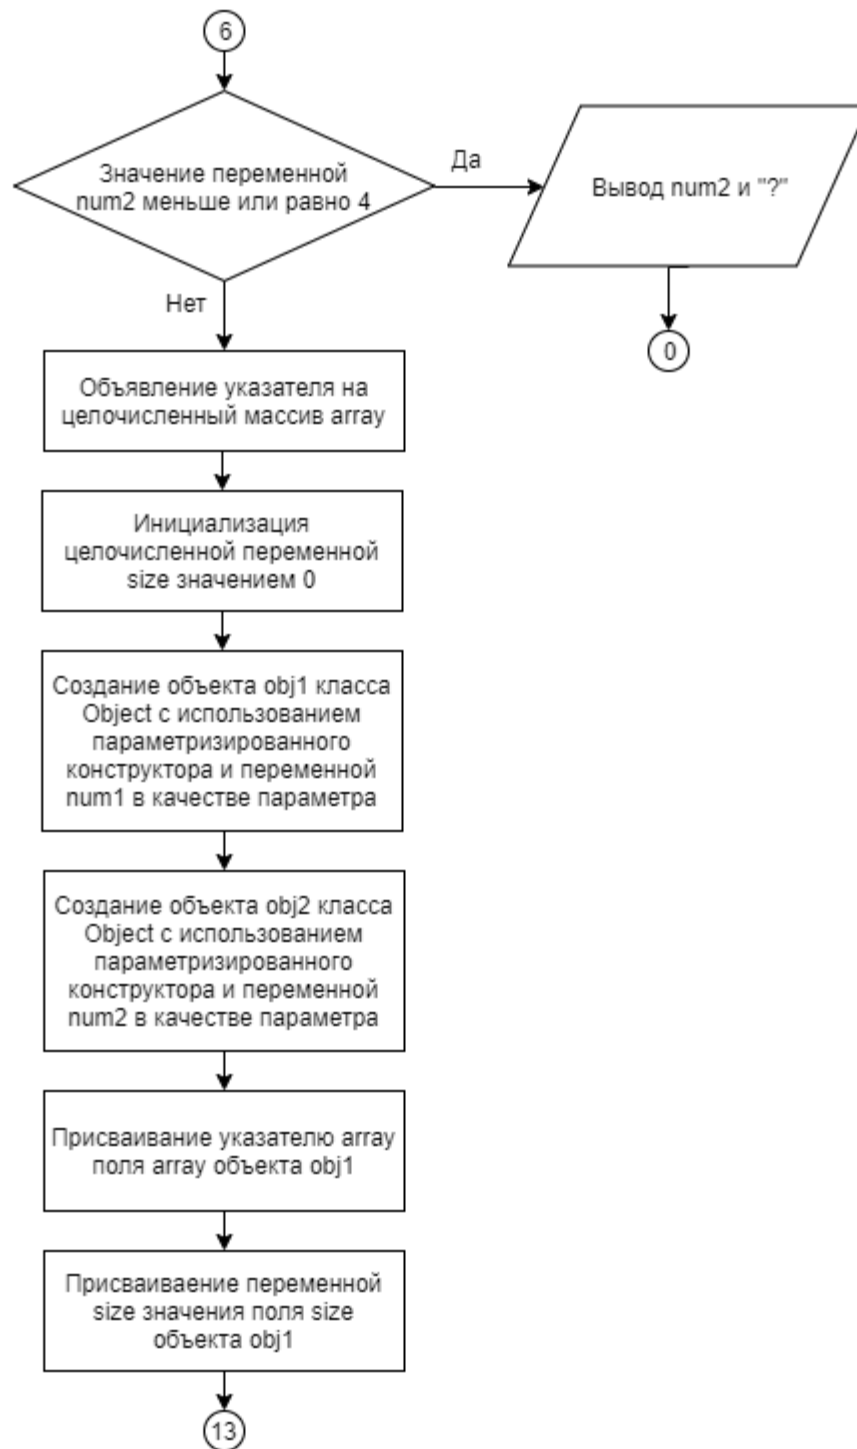 6
Значение переменной
num2 меньше или равно 4
Да
Вывод num2 и "?"
Нет
0
Объявление указателя на
целочисленный массив array
Инициализация
целочисленной переменной
size значением 0
Создание объекта obj1 класса
Object с использованием
параметризированного
конструктора и переменной
num1 в качестве параметра
Создание объекта obj2 класса
Object с использованием
параметризированного
конструктора и переменной
num2 в качестве параметра
Присваивание указателю array
поля array объекта obj1
Присваиваение переменной
size значения поля size
объекта obj1
13